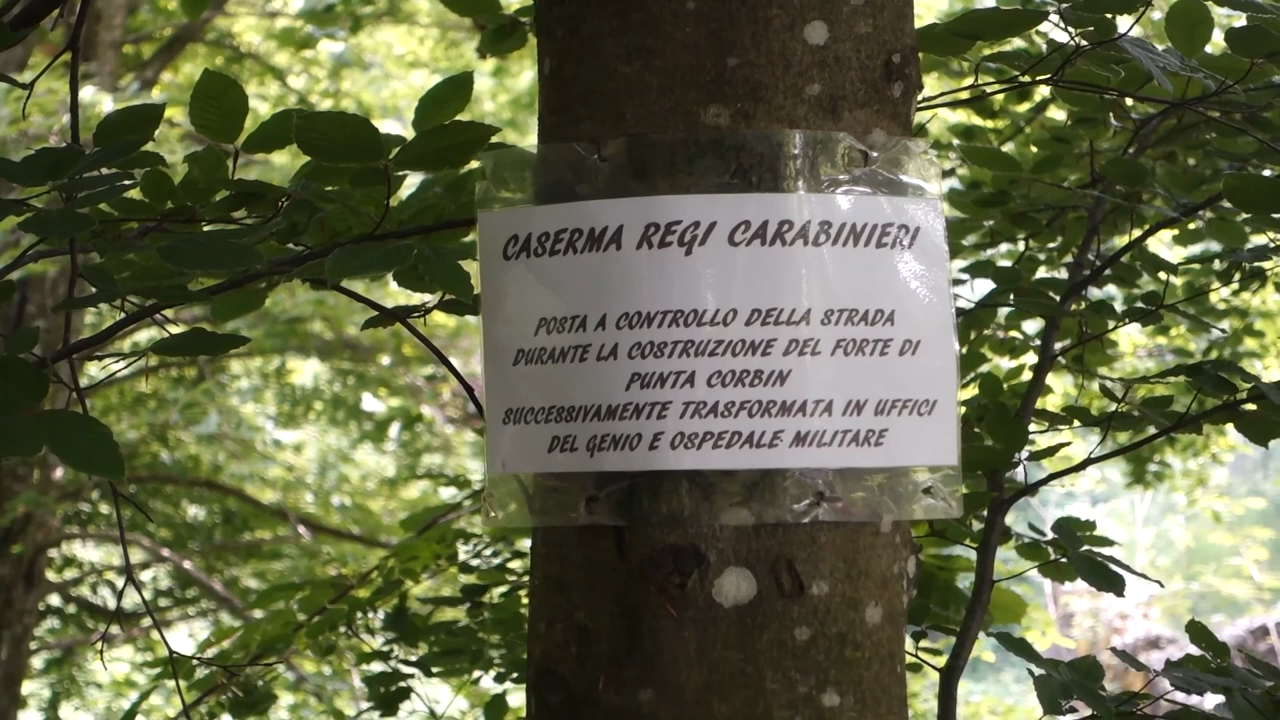 CASERMA REGI CARABINIERI
POSTA A CONTROLLO DELLA STRADA
DURANTE LA COSTRUZIONE DEL FORTE DI
PUNTA CORBIN
SUCCESSIVAMENTE TRASFORMATA IN UFFICI
DEL GENIO E OSPEDALE MILITARE